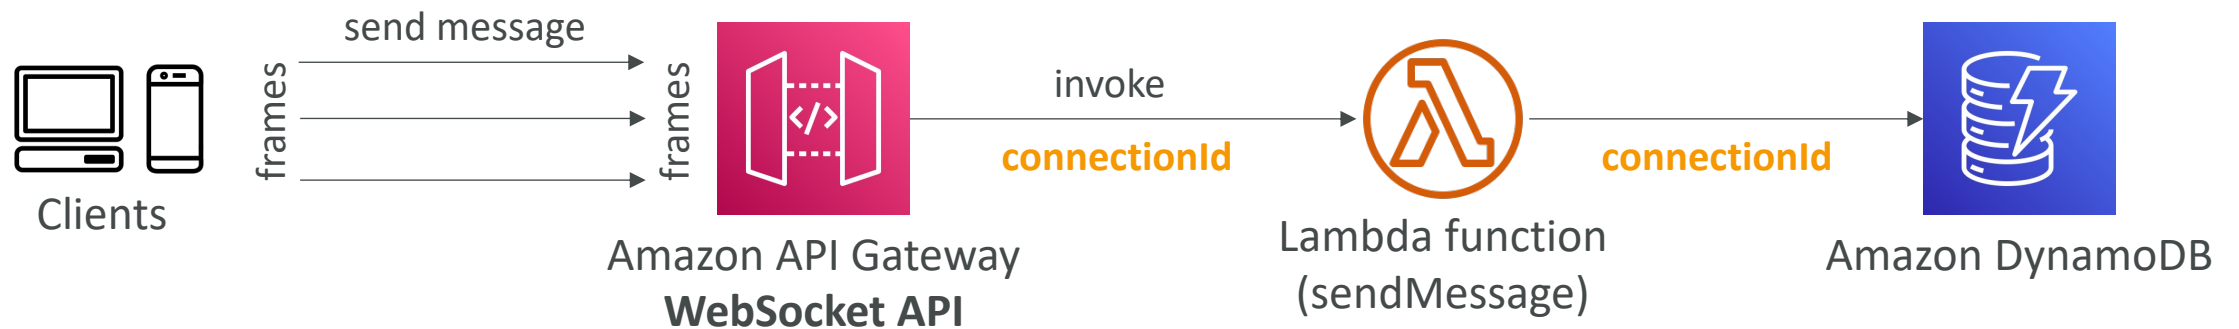 send message
frames
frames
</>
invoke
connectionId
connectionId
Clients
Amazon API Gateway
WebSocket API
Lambda function
(sendMessage)
Amazon DynamoDB